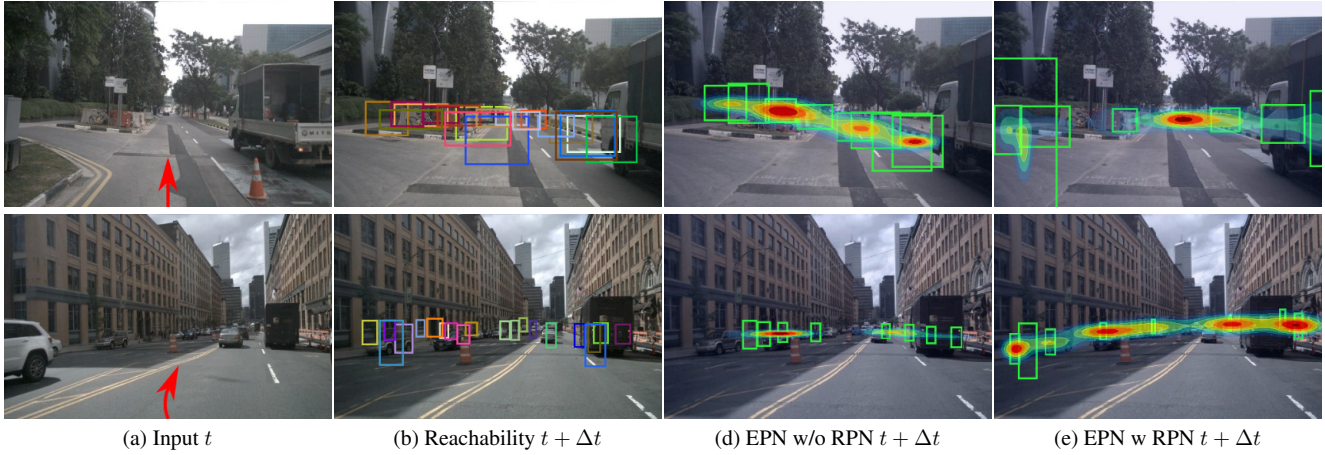 (a) Input t
(b) Reachability t + Δt
(d) EPN w/o RPN t + Δt
(e) EPN w RPN t + Δt